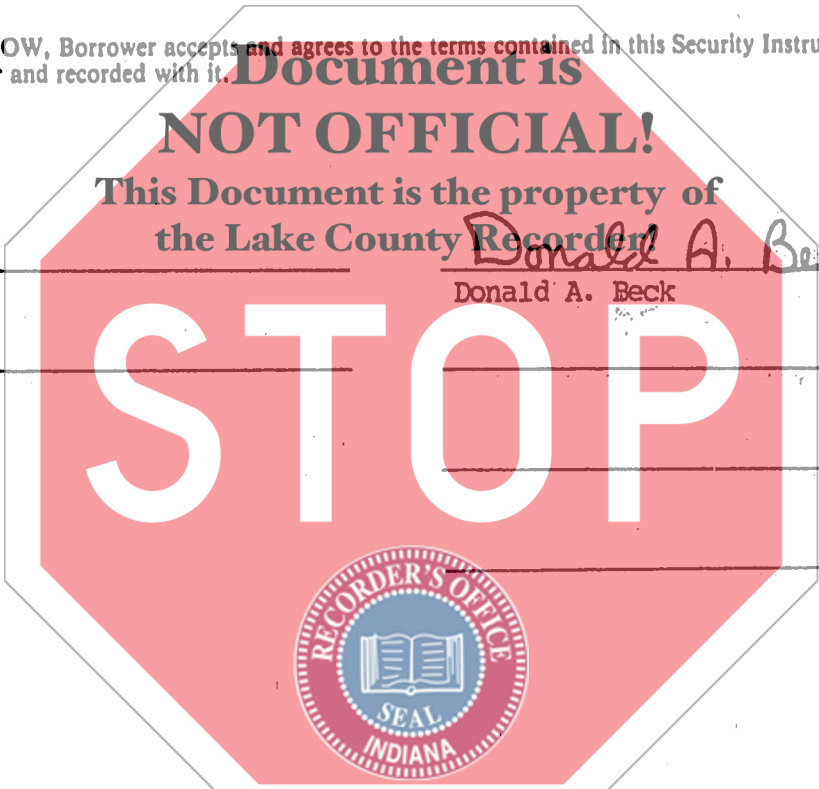 OW, Borrower accepts and agrees to the terms contained in this Security Instru
and recorded with it.
Document is
NOT OFFICIAL!
This Document is the property of
the Lake County Recorder!
Donald A. Be
Donald A. Beck
STOP
RECORDER'S OFFICE
SEAL
INDIANA